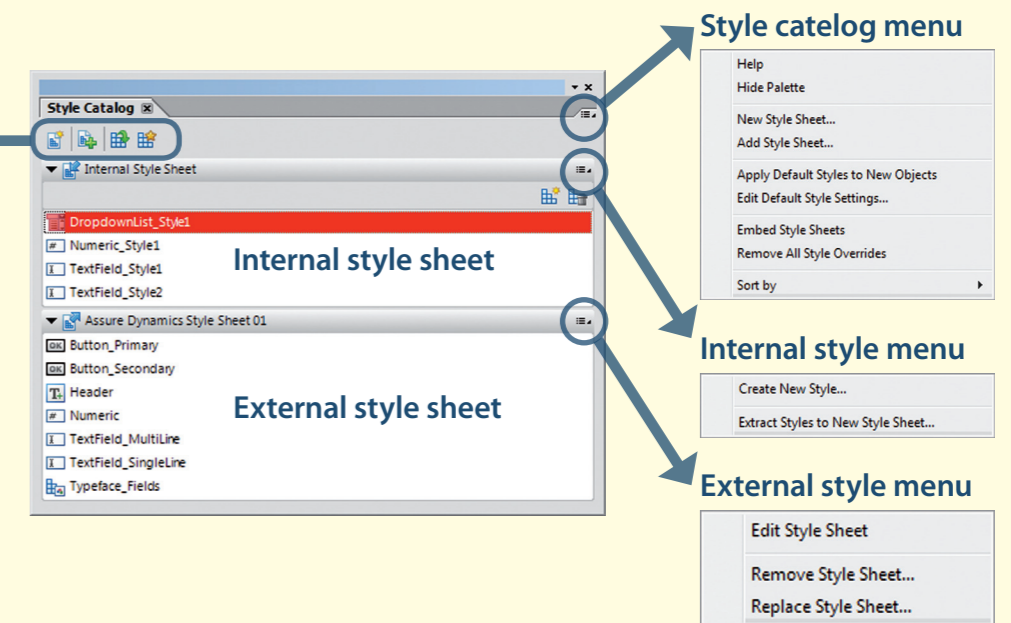 Style catelog menu
Help
Hide Palette
New Style Sheet...
Add Style Sheet...
Apply Default Styles to New Objects
Edit Default Style Settings...
Embed Style Sheets
Remove All Style Overrides
Sort by
Style Catalog
Internal Style Sheet
DropdownList_Style1
Numeric_Style1
TextField_Style1
TextField_Style2
Internal style sheet
Assure Dynamics Style Sheet 01
OK Button_Primary
OK Button_Secondary
Header
Numeric
TextField_MultiLine
TextField_SingleLine
Typeface_Fields
External style sheet
Internal style menu
Create New Style...
Extract Styles to New Style Sheet...
External style menu
Edit Style Sheet
Remove Style Sheet...
Replace Style Sheet...